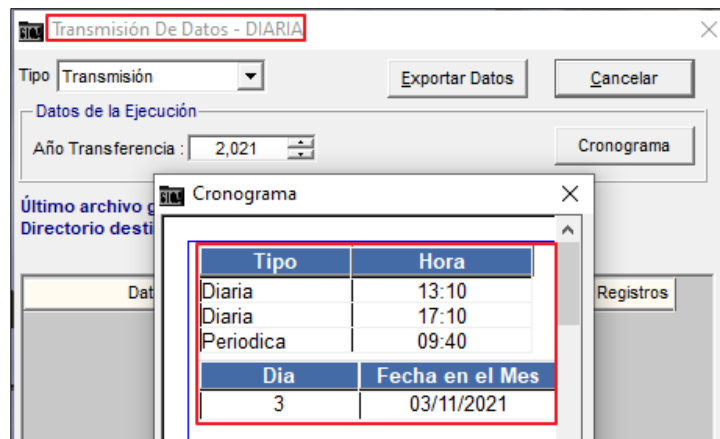 Transmisión De Datos - DIARIA
Tipo Transmisión Exportar Datos Cancelar
Datos de la Ejecución
Año Transferencia : 2,021 Cronograma
Último archivo
Directorio desti
Cronograma
Tipo Hora
Diaria 13:10
Diaria 17:10
Periodica 09:40
Dat Registros
Dia Fecha en el Mes
3 03/11/2021